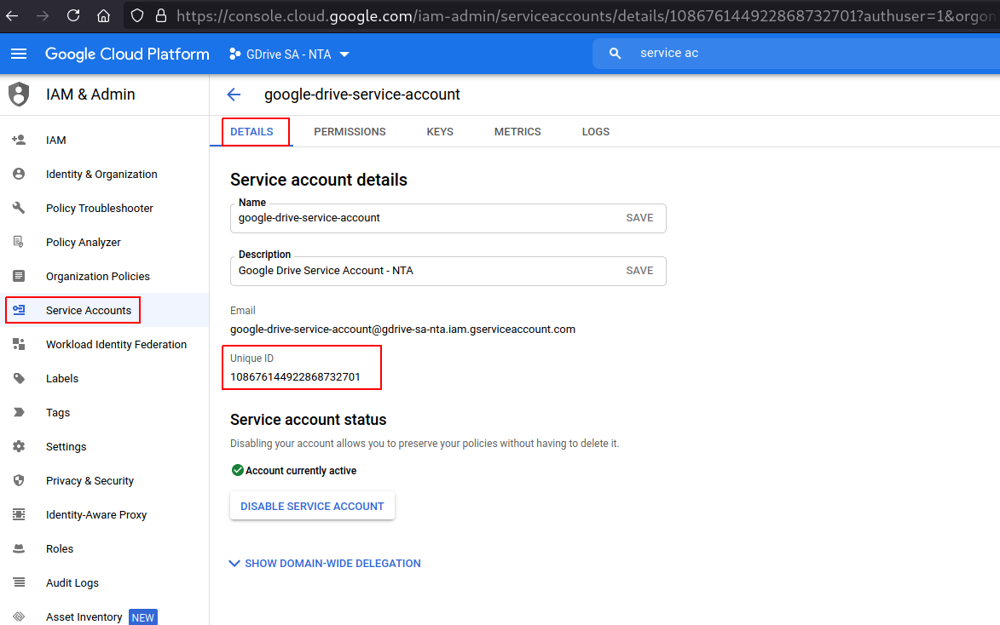 https://console.cloud.google.com/iam-admin/serviceaccounts/details/108676144922868732701?authuser=1&orgon
Google Cloud Platform
GDrive SA - NTA
service ac
IAM & Admin
google-drive-service-account
DETAILS PERMISSIONS KEYS METRICS LOGS
IAM
Identity & Organization
Policy Troubleshooter
Policy Analyzer
Organization Policies
Service Accounts
Workload Identity Federation
Labels
Tags
Settings
Privacy & Security
Identity-Aware Proxy
Roles
Audit Logs
Asset Inventory NEW
Service account details
Name
google-drive-service-account SAVE
Description
Google Drive Service Account - NTA SAVE
Email
google-drive-service-account@gdrive-sa-nta.iam.gserviceaccount.com
Unique ID
108676144922868732701
Service account status
Disabling your account allows you to preserve your policies without having to delete it.
Account currently active
DISABLE SERVICE ACCOUNT
SHOW DOMAIN-WIDE DELEGATION